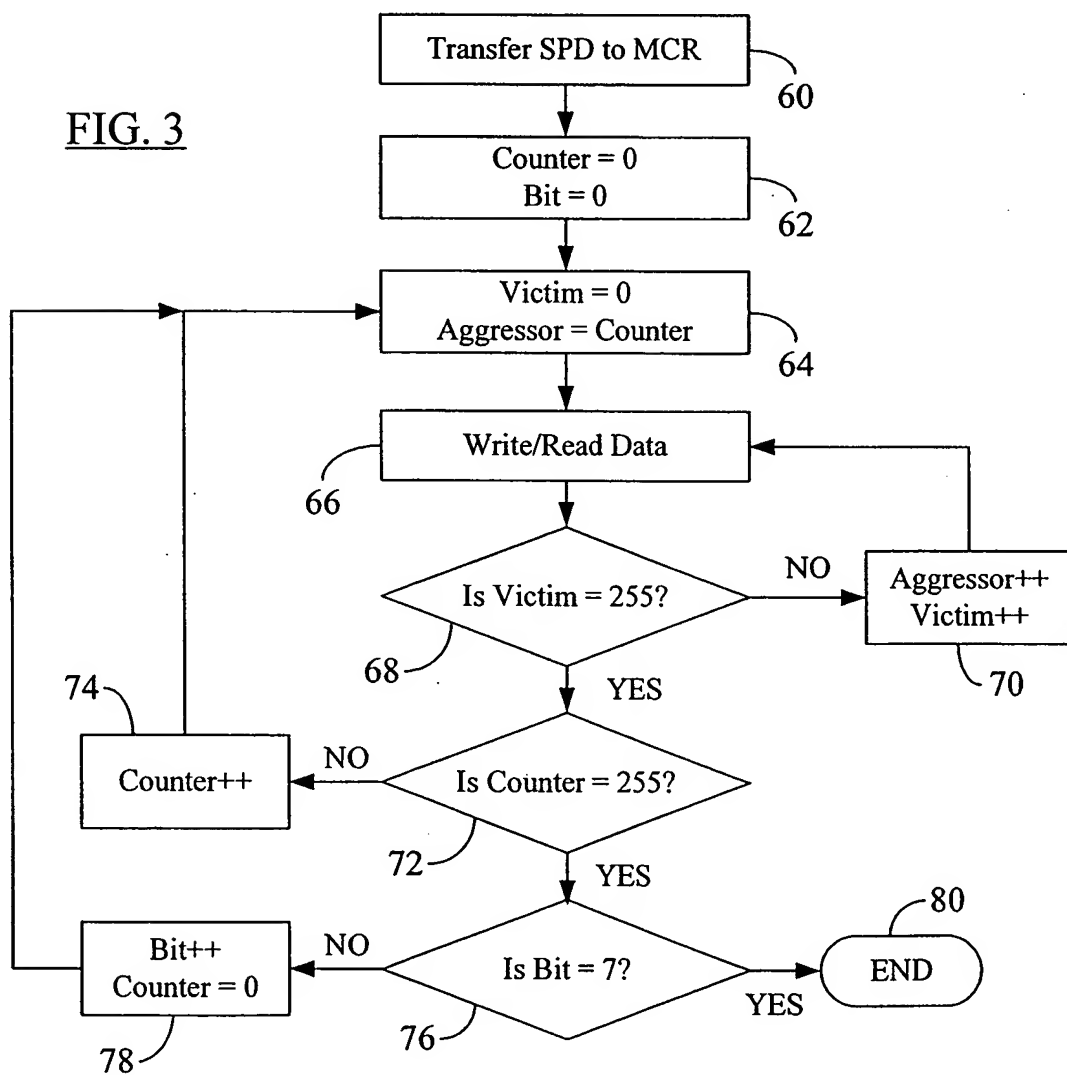 FIG. 3
Transfer SPD to MCR
60
Counter = 0
Bit = 0
62
Victim = 0
Aggressor = Counter
64
Write/Read Data
66
Is Victim = 255?
68
NO
Aggressor++
Victim++
70
YES
74
Counter++
NO
Is Counter = 255?
72
YES
Bit++
Counter = 0
78
NO
Is Bit = 7?
76
YES
80
END